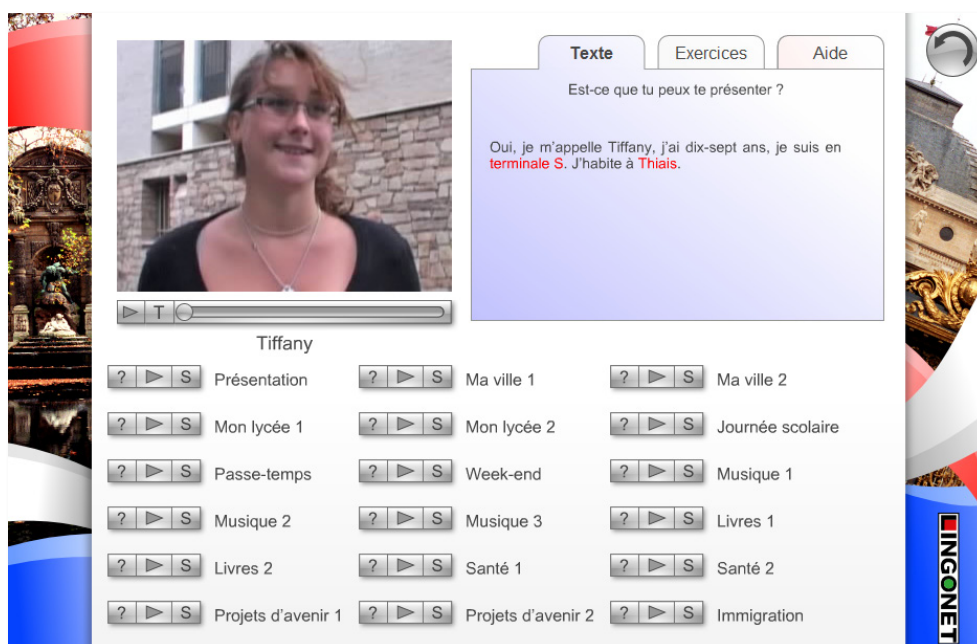 Texte
Exercices
Aide
Est-ce que tu peux te présenter ?
Oui, je m'appelle Tiffany, j'ai dix-sept ans, je suis en
terminale S. J'habite à Thiais.
T
Tiffany
? S Présentation
? S Ma ville 1
? S Ma ville 2
? S Mon lycée 1
? S Mon lycée 2
? S Journée scolaire
? S Passe-temps
? S Week-end
? S Musique 1
? S Musique 2
? S Musique 3
? S Livres 1
? S Livres 2
? S Santé 1
? S Santé 2
? S Projets d'avenir 1
? S Projets d'avenir 2
? S Immigration
LINGONET